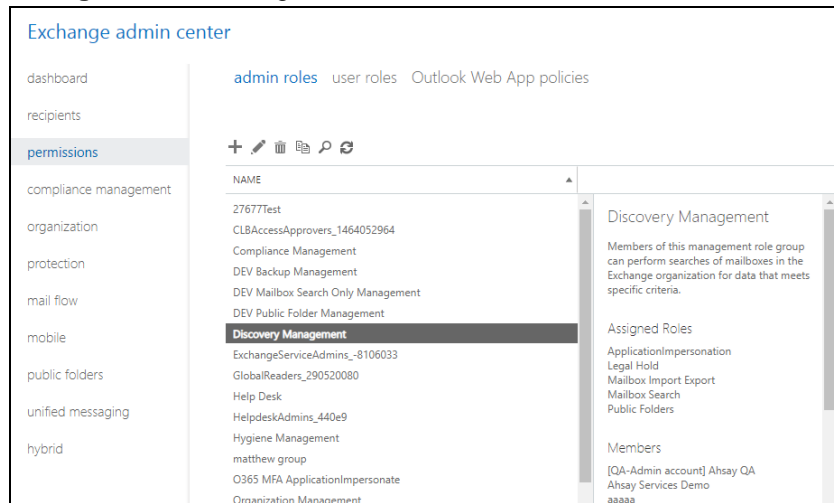 Exchange admin center
dashboard
recipients
permissions
compliance management
organization
protection
mail flow
mobile
public folders
unified messaging
hybrid
admin roles user roles Outlook Web App policies
NAME
27677Test
CLBAccessApprovers_1464052964
Compliance Management
DEV Backup Management
DEV Mailbox Search Only Management
DEV Public Folder Management
Discovery Management
ExchangeServiceAdmins_-8106033
GlobalReaders_290520080
Help Desk
HelpdeskAdmins_440e9
Hygiene Management
matthew group
O365 MFA ApplicationImpersonate
Organization Management
Discovery Management
Members of this management role group
can perform searches of mailboxes in the
Exchange organization for data that meets
specific criteria.
Assigned Roles
ApplicationImpersonation
Legal Hold
Mailbox Import Export
Mailbox Search
Public Folders
Members
[QA-Admin account] Ahsay QA
Ahsay Services Demo
aaaaa